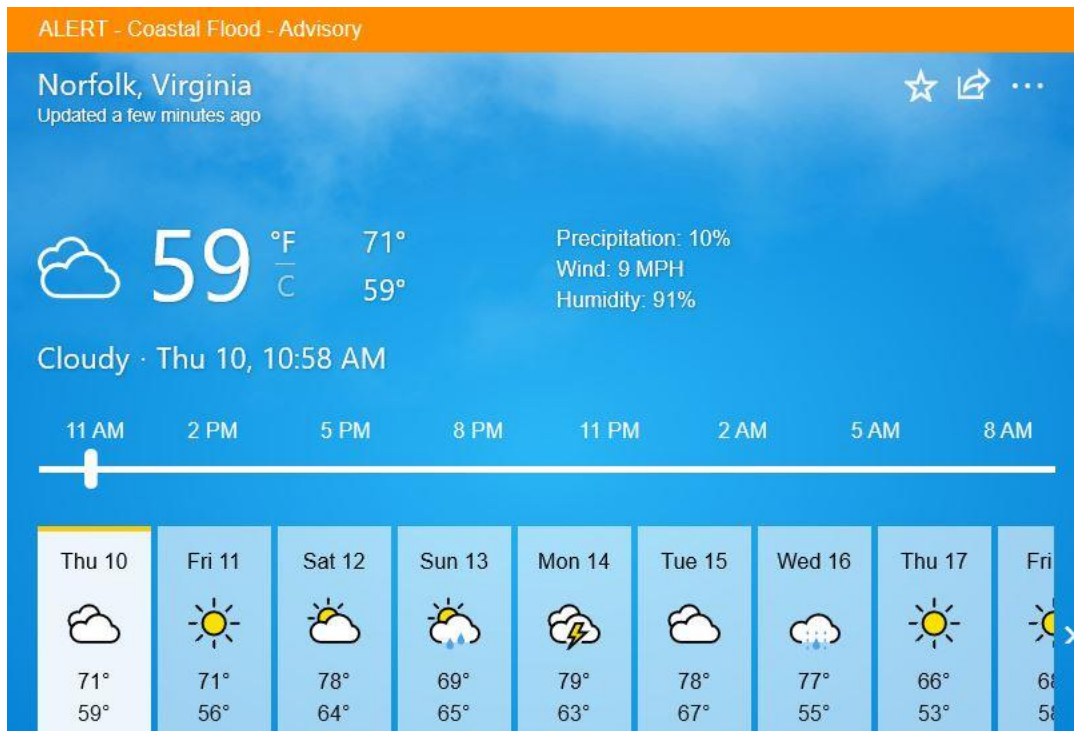 ALERT - Coastal Flood - Advisory
Norfolk, Virginia
Updated a few minutes ago
59 °F C 71° 59°
Precipitation: 10%
Wind: 9 MPH
Humidity: 91%
Cloudy · Thu 10, 10:58 AM
11 AM 2 PM 5 PM 8 PM 11 PM 2 AM 5 AM 8 AM
Thu 10 Fri 11 Sat 12 Sun 13 Mon 14 Tue 15 Wed 16 Thu 17 Fri
71° 71° 78° 69° 79° 78° 77° 66°
59° 56° 64° 65° 63° 67° 55° 53°